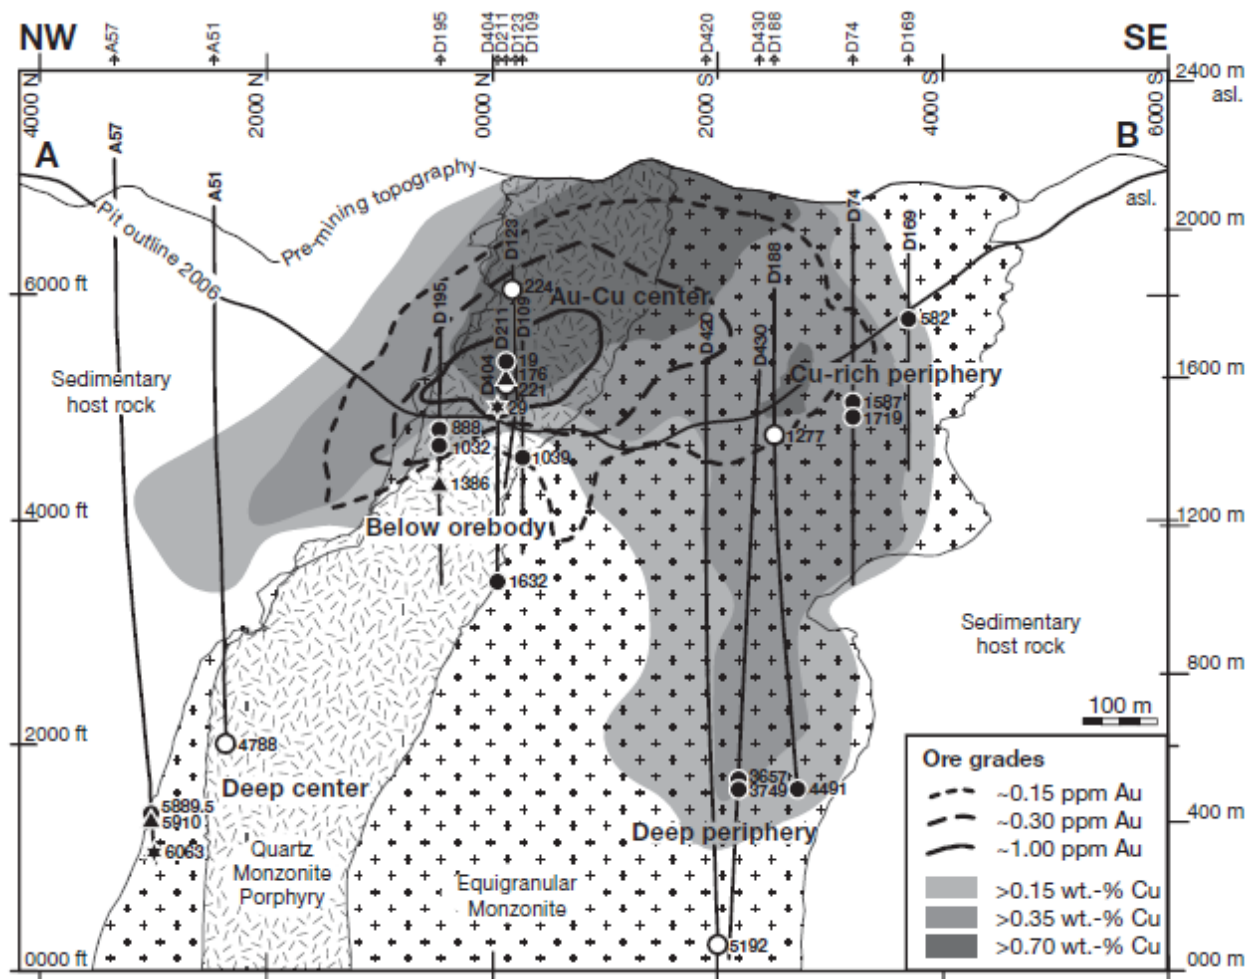 NW
A57
A51
D195
D404
D211
D123
D109
D420
D430
D188
D74
D169
SE
4000 N
2000 N
0000 N
2000 S
4000 S
6000 S
2400 m
asl.
A
B
A57
A51
Pre-mining topography
Pit outline 2006
D74
D169
asl.
2000 m
D123
D188
D195
224
Au-Cu center
6000 ft
D109
D211
D420
D430
582
19
176
221
D404
29
Sedimentary
host rock
Cu-rich periphery
1600 m
1587
1719
888
1032
1277
1039
1386
4000 ft
Below orebody
1200 m
1632
Sedimentary
host rock
800 m
100 m
2000 ft
4788
Deep center
3657
3749
4491
5889.5
5910
6063
Deep periphery
400 m
Quartz
Monzonite
Porphyry
Equigranular
Monzonite
5192
0000 ft
000 m
Ore grades
~0.15 ppm Au
~0.30 ppm Au
~1.00 ppm Au
>0.15 wt.-% Cu
>0.35 wt.-% Cu
>0.70 wt.-% Cu